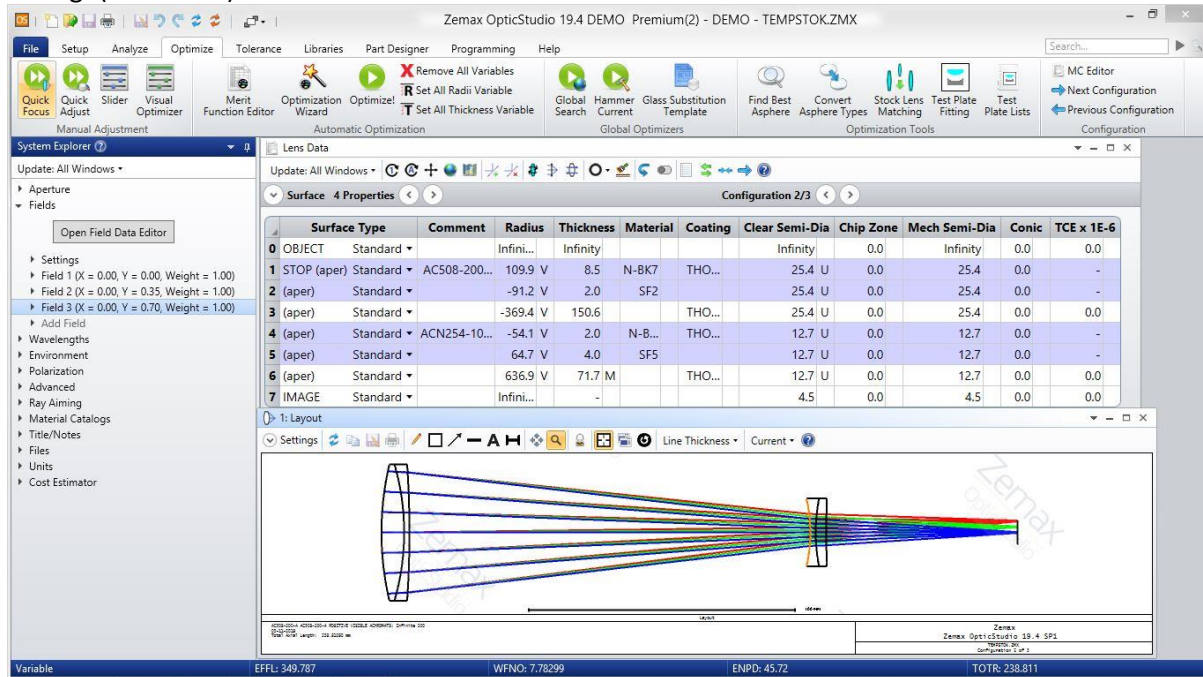 Zemax OpticStudio 19.4 DEMO Premium(2) - DEMO - TEMPSTOK.ZMX
File Setup Analyze Optimize Tolerance Libraries Part Designer Programming Help Search...
Quick Focus Quick Adjust Slider Visual Optimizer
Manual Adjustment
Merit Function Editor Optimization Wizard Optimize!
Remove All Variables
Set All Radii Variable
Set All Thickness Variable
Automatic Optimization
Global Search Hammer Current Glass Substitution Template
Global Optimizers
Find Best Asphere Convert Asphere Types Stock Lens Matching Test Plate Fitting Test Plate Lists
Optimization Tools
MC Editor
Next Configuration
Previous Configuration
Configuration
System Explorer
Update: All Windows
Aperture
Fields
Open Field Data Editor
Settings
Field 1 (X = 0.00, Y = 0.00, Weight = 1.00)
Field 2 (X = 0.00, Y = 0.35, Weight = 1.00)
Field 3 (X = 0.00, Y = 0.70, Weight = 1.00)
Add Field
Wavelengths
Environment
Polarization
Advanced
Ray Aiming
Material Catalogs
Title/Notes
Files
Units
Cost Estimator
Lens Data
Update: All Windows
Surface 4 Properties Configuration 2/3
Surface Type Comment Radius Thickness Material Coating Clear Semi-Dia Chip Zone Mech Semi-Dia Conic TCE x 1E-6
0 OBJECT Standard Infini... Infinity Infinity 0.0 Infinity 0.0 0.0
1 STOP (aper) Standard AC508-200... 109.9 V 8.5 N-BK7 THO... 25.4 U 0.0 25.4 0.0 -
2 (aper) Standard -91.2 V 2.0 SF2 25.4 U 0.0 25.4 0.0 -
3 (aper) Standard -369.4 V 150.6 THO... 25.4 U 0.0 25.4 0.0 0.0
4 (aper) Standard ACN254-10... -54.1 V 2.0 N-B... THO... 12.7 U 0.0 12.7 0.0 -
5 (aper) Standard 64.7 V 4.0 SF5 12.7 U 0.0 12.7 0.0 -
6 (aper) Standard 636.9 V 71.7 M THO... 12.7 U 0.0 12.7 0.0 0.0
7 IMAGE Standard Infini... - 4.5 0.0 4.5 0.0 0.0
1: Layout
Settings Line Thickness Current
Zemax OpticStudio
Zemax OpticStudio
Layout
Zemax
Zemax OpticStudio 19.4 SP1
TEMPSTOK.ZMX
Variable EFFL: 349.787 WFNO: 7.78299 ENPD: 45.72 TOTR: 238.811